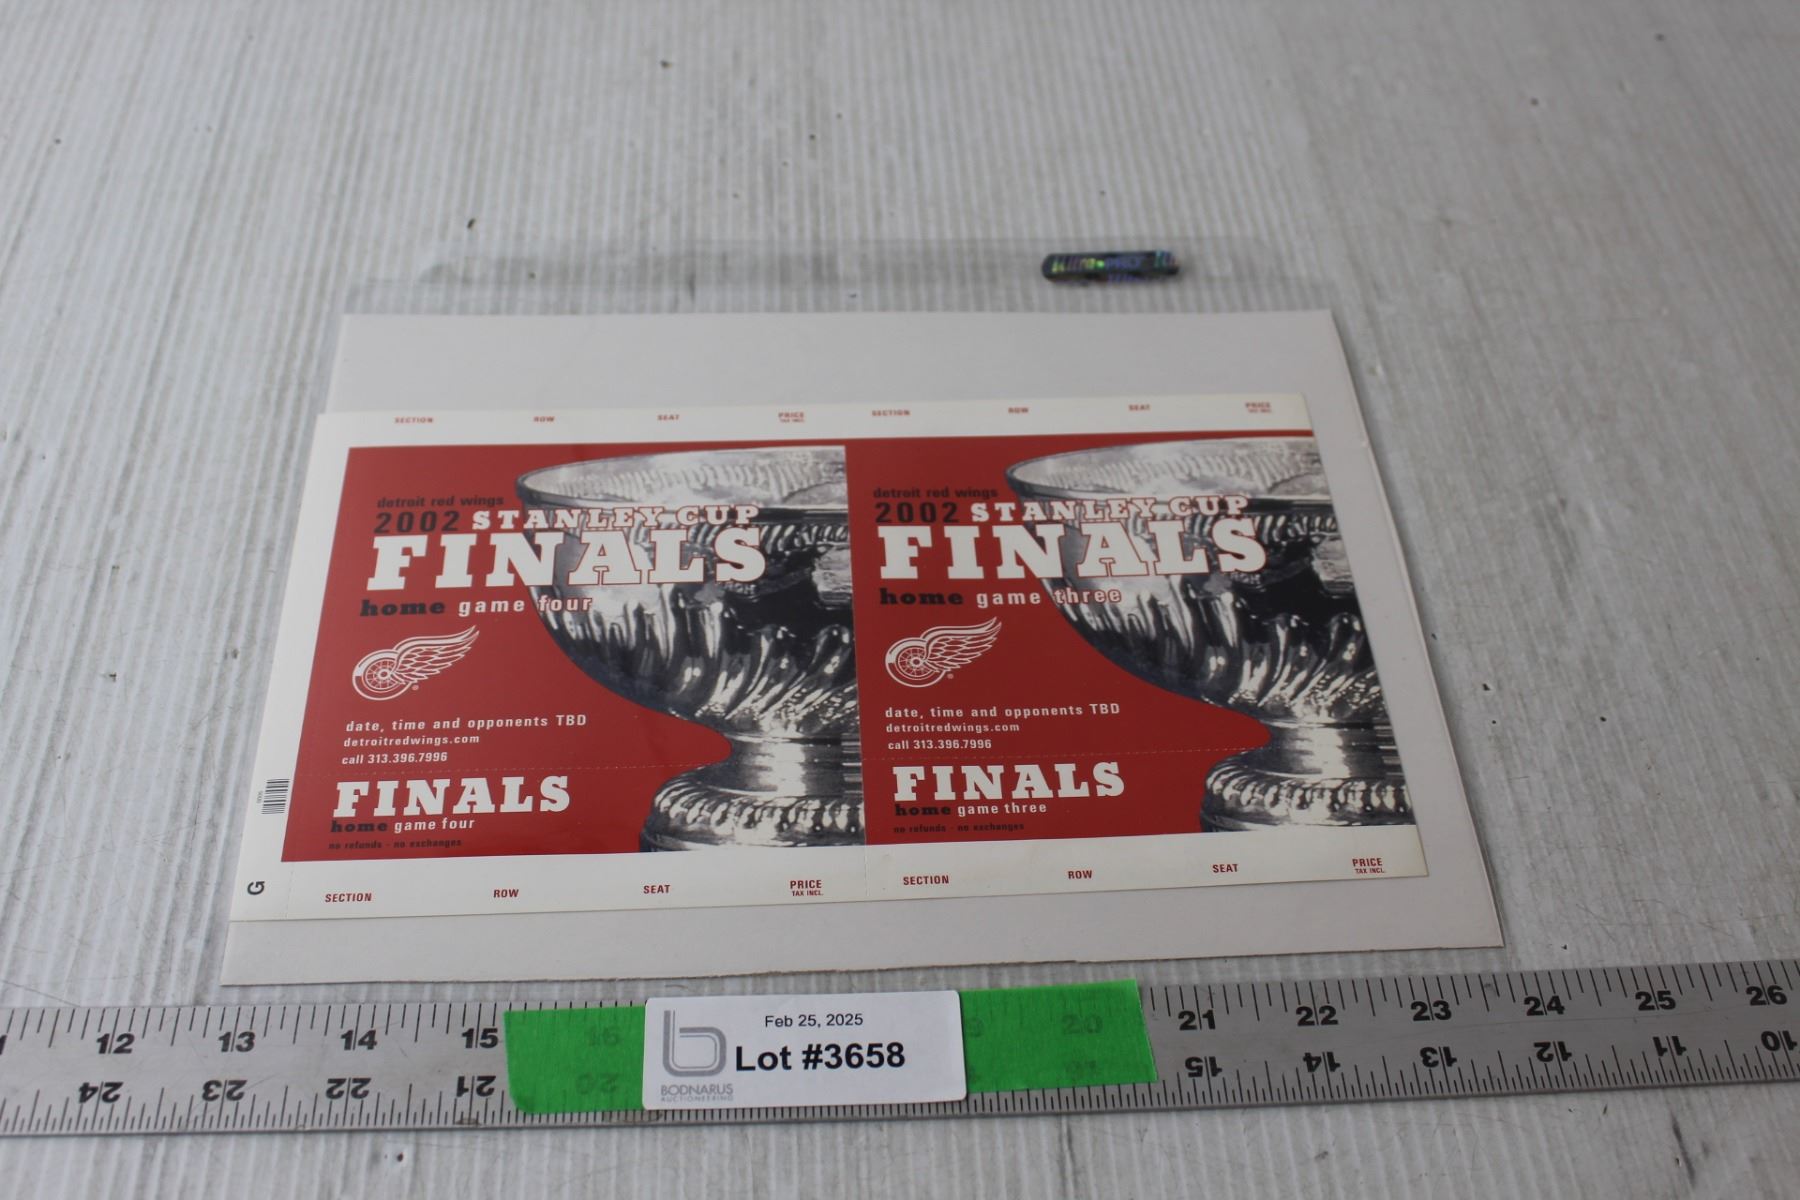 SECTION ROW SEAT PRICE TAX INCL. SECTION ROW SEAT PRICE TAX INCL.
detroit red wings
2002 STANLEY CUP
FINALS
home game four
date, time and opponents TBD
detroitredwings.com
call 313.396.7996
FINALS
home game four
no refunds - no exchanges
SECTION ROW SEAT PRICE
TAX INCL.
G
detroit red wings
2002 STANLEY CUP
FINALS
home game three
date, time and opponents TBD
detroitredwings.com
call 313.396.7996
FINALS
home game three
no refunds - no exchanges
SECTION ROW SEAT PRICE
TAX INCL.
12 13 14 15 20 21 22 23 24 25 26
24 23 22 21 20 15 14 13 12 11 10
Feb 25, 2025
Lot #3658
BODNARUS
AUCTIONEERING